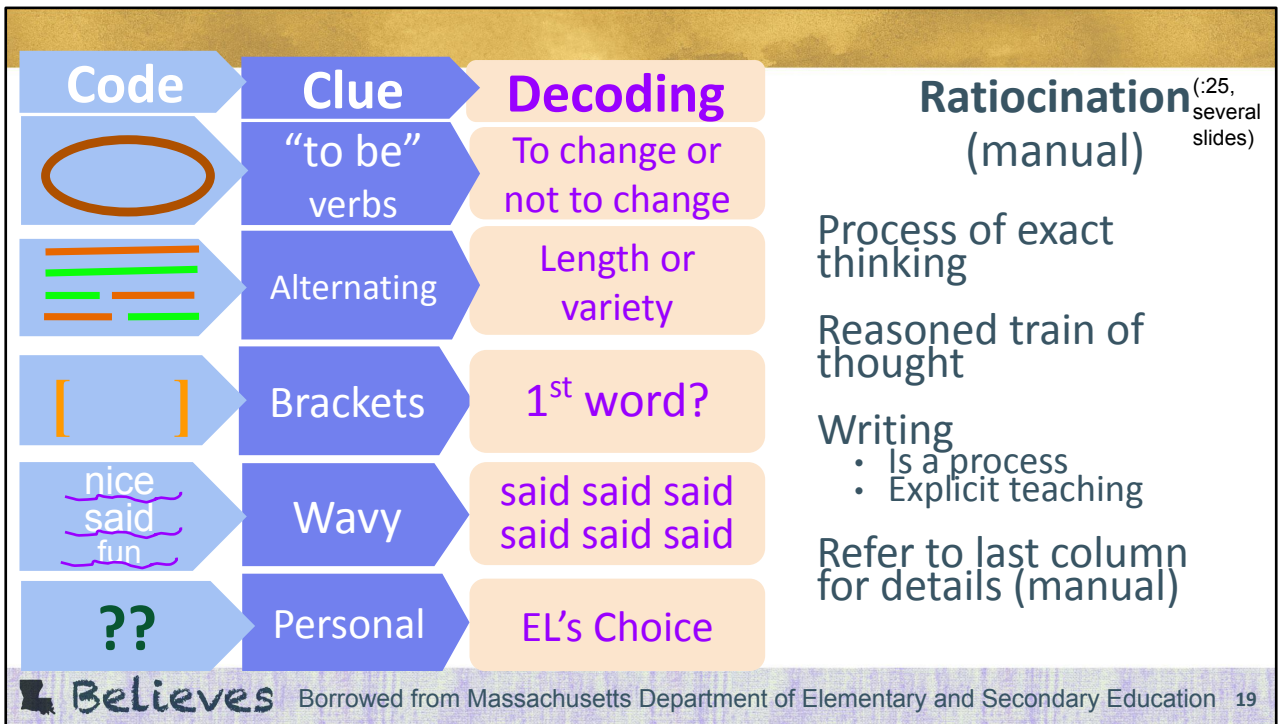 Code
Clue
Decoding
“to be”
verbs
To change or
not to change
Alternating
Length or
variety
[ ]
Brackets
1st word?
nice
said
fun
Wavy
said said said
said said said
??
Personal
EL’s Choice
Ratiocination
(manual)
(:25,
several
slides)
Process of exact
thinking
Reasoned train of
thought
Writing
• Is a process
• Explicit teaching
Refer to last column
for details (manual)
Believes Borrowed from Massachusetts Department of Elementary and Secondary Education 19